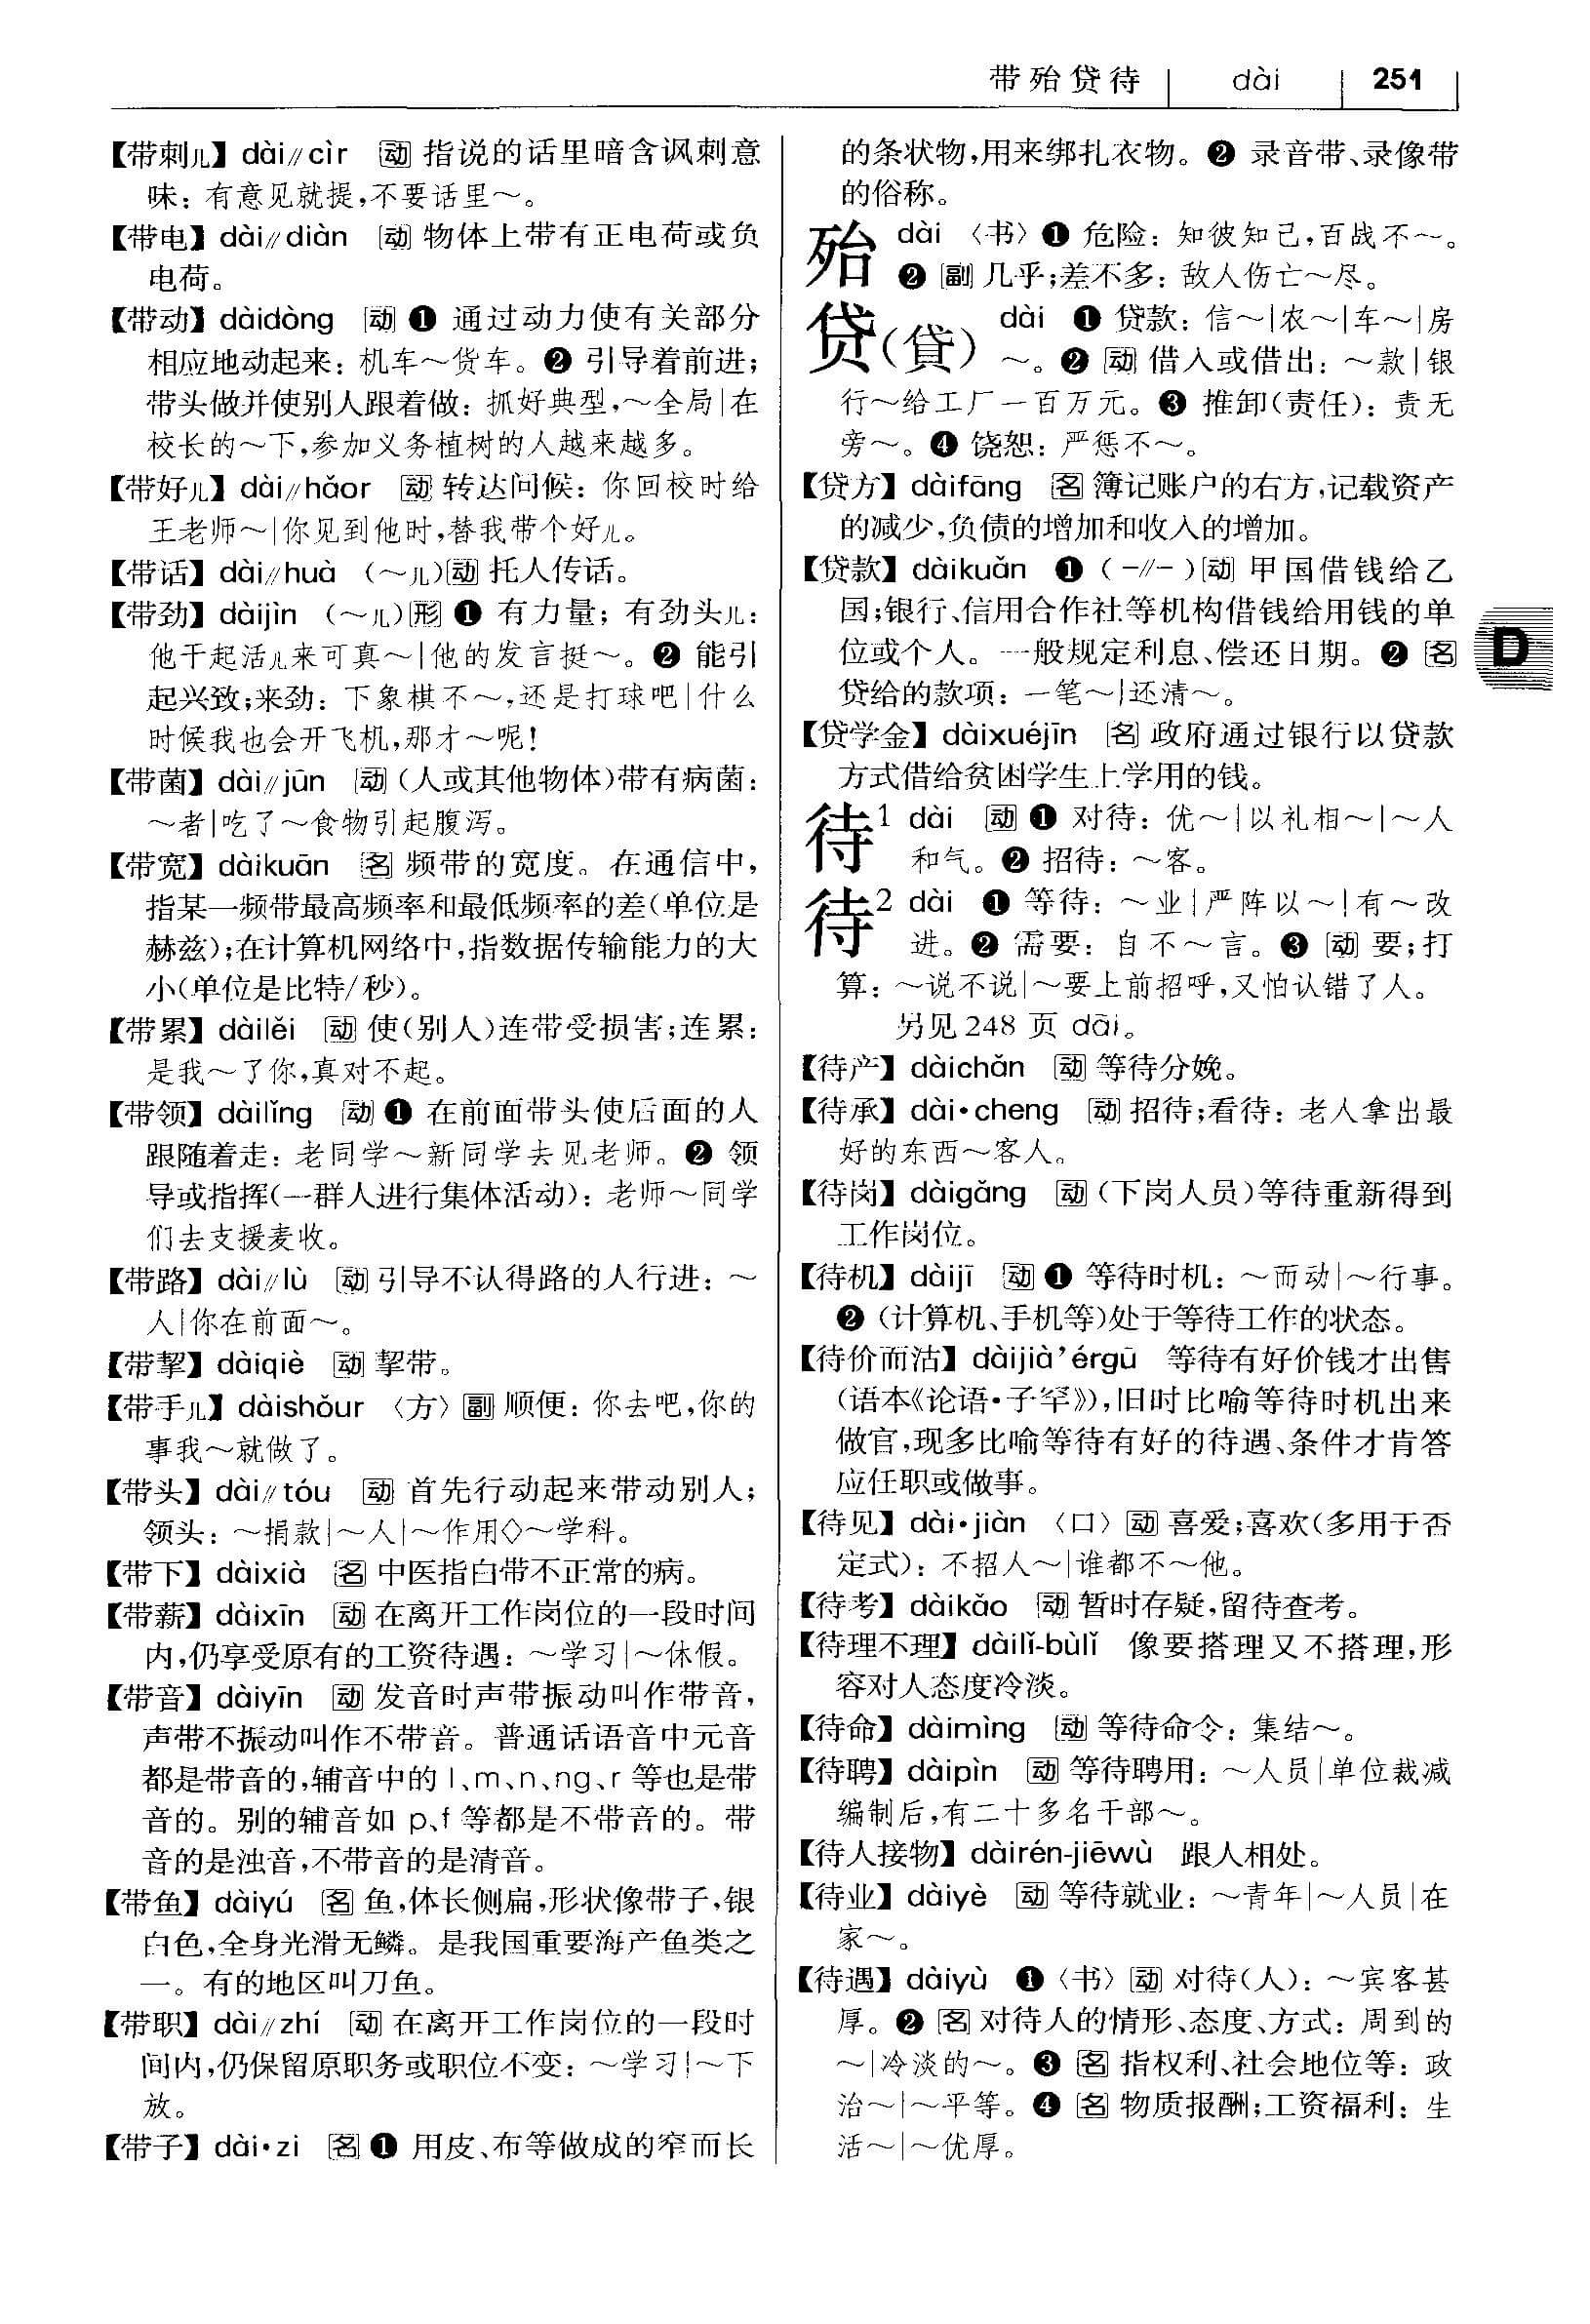 带殆贷待 dài 251
【带刺儿】dài∥cìr 动 指说的话里暗含讽刺意
味：有意见就提，不要话里～。
【带电】dài∥diàn 动 物体上带有正电荷或负
电荷。
【带动】dàidòng 动 ❶ 通过动力使有关部分
相应地动起来：机车～货车。❷ 引导着前进；
带头做并使别人跟着做：抓好典型，～全局|在
校长的～下，参加义务植树的人越来越多。
【带好儿】dài∥hǎor 动 转达问候：你回校时给
王老师～|你见到他时，替我带个好儿。
【带话】dài∥huà （～儿）动 托人传话。
【带劲】dàijìn （～儿）形 ❶ 有力量；有劲头儿：
他干起活儿来可真～|他的发言挺～。❷ 能引
起兴致；来劲：下象棋不～，还是打球吧|什么
时候我也会开飞机，那才～呢！
【带菌】dài∥jūn 动（人或其他物体）带有病菌：
～者|吃了～食物引起腹泻。
【带宽】dàikuān 名 频带的宽度。在通信中，
指某一频带最高频率和最低频率的差（单位是
赫兹）；在计算机网络中，指数据传输能力的大
小（单位是比特/秒）。
【带累】dàilěi 动 使（别人）连带受损害；连累：
是我～了你，真对不起。
【带领】dàilǐng 动 ❶ 在前面带头使后面的人
跟随着走：老同学～新同学去见老师。❷ 领
导或指挥（一群人进行集体活动）：老师～同学
们去支援麦收。
【带路】dài∥lù 动 引导不认得路的人行进：～
人|你在前面～。
【带挈】dàiqiè 动 挈带。
【带手儿】dàishǒur 〈方〉副 顺便：你去吧，你的
事我～就做了。
【带头】dài∥tóu 动 首先行动起来带动别人；
领头：～捐款|～人|～作用◇～学科。
【带下】dàixià 名 中医指白带不正常的病。
【带薪】dàixīn 动 在离开工作岗位的一段时间
内，仍享受原有的工资待遇：～学习|～休假。
【带音】dàiyīn 动 发音时声带振动叫作带音，
声带不振动叫作不带音。普通话语音中元音
都是带音的，辅音中的 l、m、n、ng、r 等也是带
音的。别的辅音如 p、f 等都是不带音的。带
音的是浊音，不带音的是清音。
【带鱼】dàiyú 名 鱼，体长侧扁，形状像带子，银
白色，全身光滑无鳞。是我国重要海产鱼类之
一。有的地区叫刀鱼。
【带职】dài∥zhí 动 在离开工作岗位的一段时
间内，仍保留原职务或职位不变：～学习|～下
放。
【带子】dài·zi 名 ❶ 用皮、布等做成的窄而长
的条状物，用来绑扎衣物。❷ 录音带、录像带
的俗称。
殆 dài 〈书〉❶ 危险：知彼知己，百战不～。
❷ 副 几乎；差不多：敌人伤亡～尽。
贷（貸） dài ❶ 贷款：信～|农～|车～|房
～。❷ 动 借入或借出：～款|银
行～给工厂一百万元。❸ 推卸（责任）：责无
旁～。❹ 饶恕：严惩不～。
【贷方】dàifāng 名 簿记账户的右方，记载资产
的减少，负债的增加和收入的增加。
【贷款】dàikuǎn ❶（-∥-）动 甲国借钱给乙
国；银行、信用合作社等机构借钱给用钱的单
位或个人。一般规定利息、偿还日期。❷ 名
贷给的款项：一笔～|还清～。
【贷学金】dàixuéjīn 名 政府通过银行以贷款
方式借给贫困学生上学用的钱。
待¹ dài 动 ❶ 对待：优～|以礼相～|～人
和气。❷ 招待：～客。
待² dài ❶ 等待：～业|严阵以～|有～改
进。❷ 需要：自不～言。❸ 动 要；打
算：～说不说|～要上前招呼，又怕认错了人。
另见 248 页 dāi。
【待产】dàichǎn 动 等待分娩。
【待承】dài·cheng 动 招待；看待：老人拿出最
好的东西～客人。
【待岗】dàigǎng 动（下岗人员）等待重新得到
工作岗位。
【待机】dàijī 动 ❶ 等待时机：～而动|～行事。
❷（计算机、手机等）处于等待工作的状态。
【待价而沽】dàijià’érgū 等待有好价钱才出售
（语本《论语·子罕》），旧时比喻等待时机出来
做官，现多比喻等待有好的待遇、条件才肯答
应任职或做事。
【待见】dài·jiàn 〈口〉动 喜爱；喜欢（多用于否
定式）：不招人～|谁都不～他。
【待考】dàikǎo 动 暂时存疑，留待查考。
【待理不理】dàilǐ-bùlǐ 像要搭理又不搭理，形
容对人态度冷淡。
【待命】dàimìng 动 等待命令：集结～。
【待聘】dàipìn 动 等待聘用：～人员|单位裁减
编制后，有二十多名干部～。
【待人接物】dàirén-jiēwù 跟人相处。
【待业】dàiyè 动 等待就业：～青年|～人员|在
家～。
【待遇】dàiyù ❶〈书〉动 对待（人）：～宾客甚
厚。❷ 名 对待人的情形、态度、方式：周到的
～|冷淡的～。❸ 名 指权利、社会地位等：政
治～|～平等。❹ 名 物质报酬；工资福利：生
活～|～优厚。
D